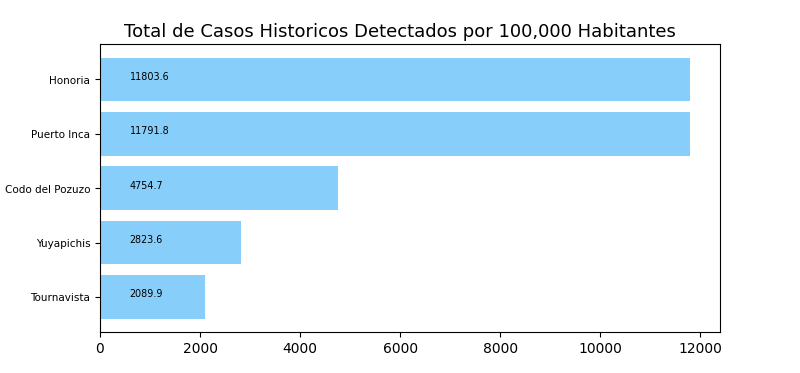 Total de Casos Historicos Detectados por 100,000 Habitantes
Honoria 11803.6
Puerto Inca 11791.8
Codo del Pozuzo 4754.7
Yuyapichis 2823.6
Tournavista 2089.9
0 2000 4000 6000 8000 10000 12000